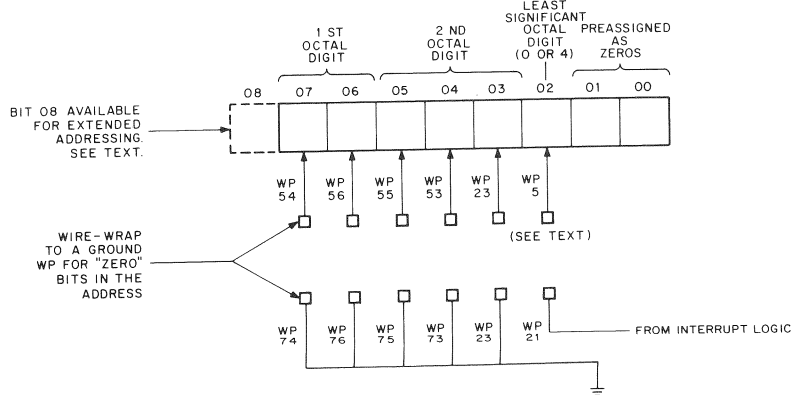 1 ST
OCTAL
DIGIT
2 ND
OCTAL
DIGIT
LEAST
SIGNIFICANT
OCTAL
DIGIT
(0 OR 4)
PREASSIGNED
AS
ZEROS
08 07 06 05 04 03 02 01 00
BIT 08 AVAILABLE
FOR EXTENDED
ADDRESSING.
SEE TEXT.
WP
54
WP
56
WP
55
WP
53
WP
23
WP
5
(SEE TEXT)
WIRE-WRAP
TO A GROUND
WP FOR "ZERO"
BITS IN THE
ADDRESS
WP
74
WP
76
WP
75
WP
73
WP
23
WP
21
FROM INTERRUPT LOGIC